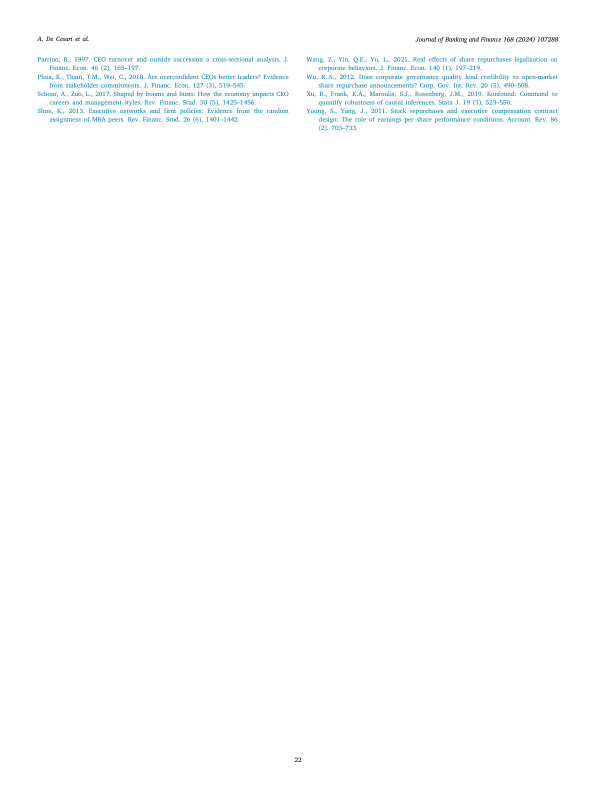 A. De Cesari et al.
Journal of Banking and Finance 168 (2024) 107288
Parrino, R., 1997. CEO turnover and outside succession a cross-sectional analysis. J.
Financ. Econ. 46 (2), 165–197.
Phua, K., Tham, T.M., Wei, C., 2018. Are overconfident CEOs better leaders? Evidence
from stakeholder commitments. J. Financ. Econ. 127 (3), 519–545.
Schoar, A., Zuo, L., 2017. Shaped by booms and busts: How the economy impacts CEO
careers and management styles. Rev. Financ. Stud. 30 (5), 1425–1456.
Shue, K., 2013. Executive networks and firm policies: Evidence from the random
assignment of MBA peers. Rev. Financ. Stud. 26 (6), 1401–1442.
Wang, Z., Yin, Q.E., Yu, L., 2021. Real effects of share repurchases legalization on
corporate behaviors. J. Financ. Econ. 140 (1), 197–219.
Wu, R.-S., 2012. Does corporate governance quality lend credibility to open-market
share repurchase announcements? Corp. Gov. Int. Rev. 20 (5), 490–508.
Xu, R., Frank, K.A., Maroulis, S.J., Rosenberg, J.M., 2019. Konfound: Command to
quantify robustness of causal inferences. Stata J. 19 (3), 523–550.
Young, S., Yang, J., 2011. Stock repurchases and executive compensation contract
design: The role of earnings per share performance conditions. Account. Rev. 86
(2), 703–733.
22